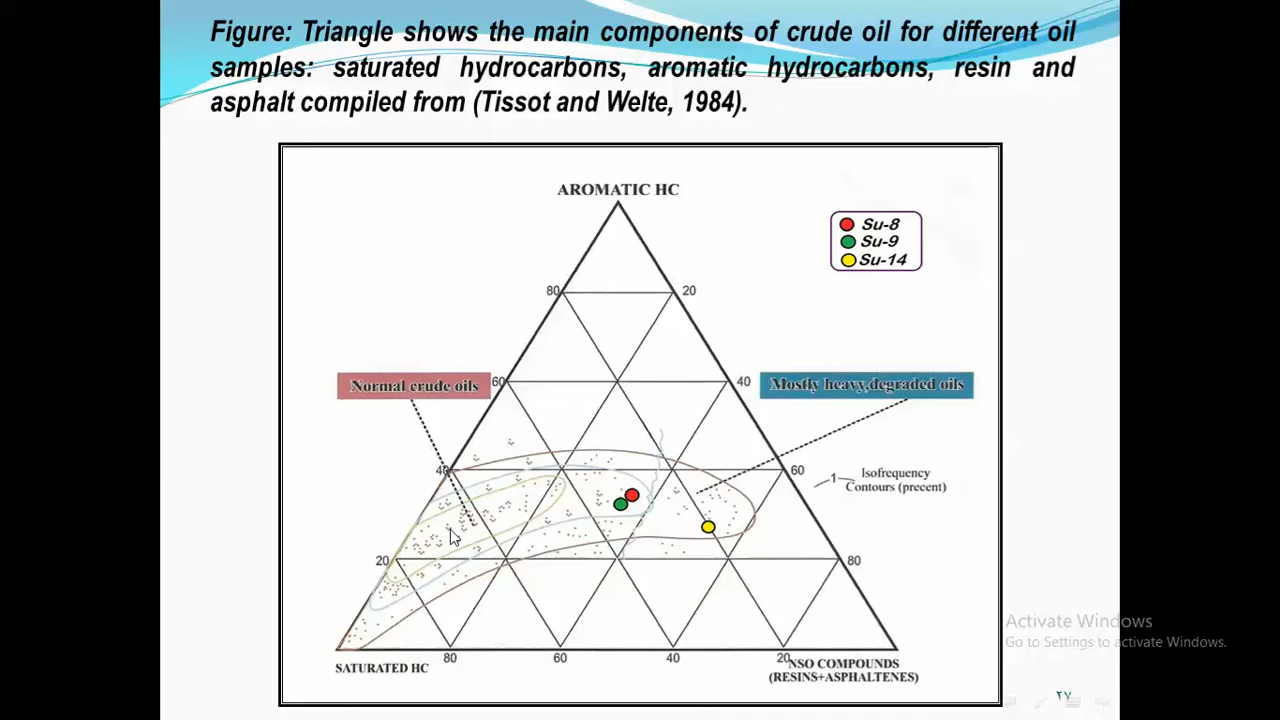 Figure: Triangle shows the main components of crude oil for different oil
samples: saturated hydrocarbons, aromatic hydrocarbons, resin and
asphalt compiled from (Tissot and Welte, 1984).
AROMATIC HC
Su-8
Su-9
Su-14
80
20
Normal crude oils
60
40
Mostly heavy,degraded oils
40
60
1
Isofrequency
Contours (precent)
20
80
SATURATED HC
80
60
40
20
NSO COMPOUNDS
(RESINS+ASPHALTENES)
Activate Windows
Go to Settings to activate Windows.
٢٧